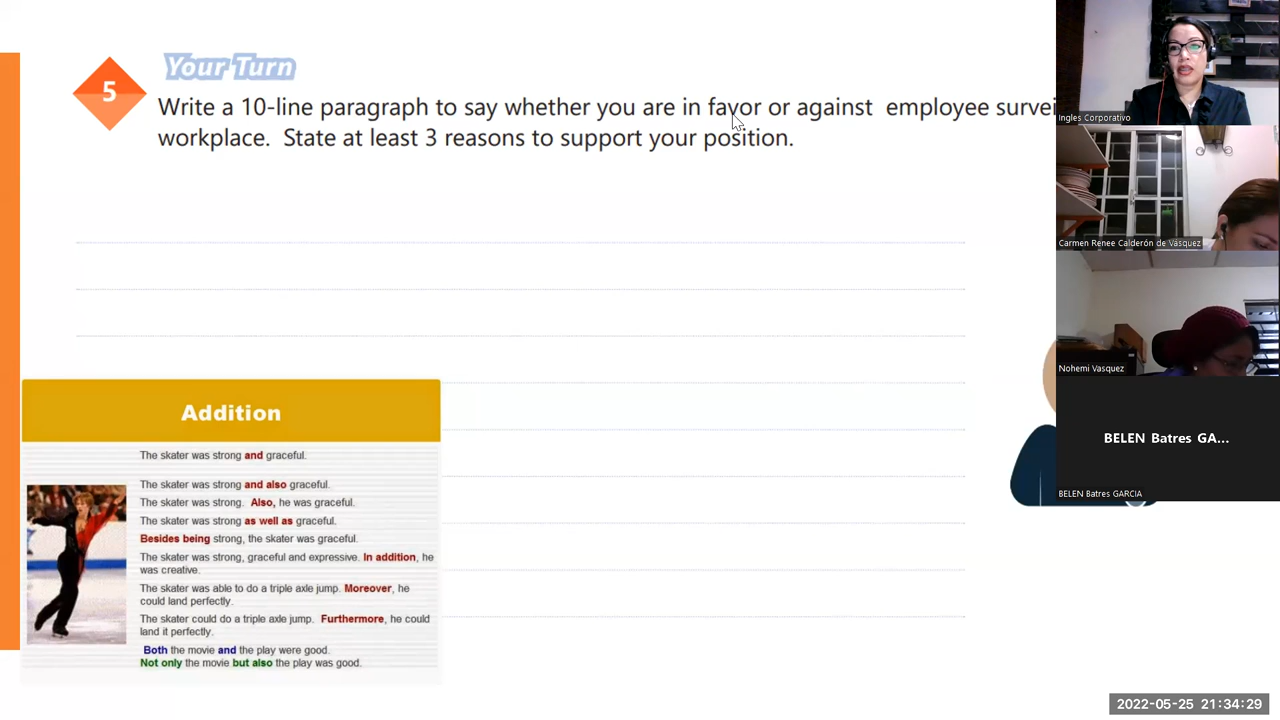 Your Turn
5
Write a 10-line paragraph to say whether you are in favor or against employee
workplace. State at least 3 reasons to support your position.
Addition
The skater was strong and graceful.
The skater was strong and also graceful.
The skater was strong. Also, he was graceful.
The skater was strong as well as graceful.
Besides being strong, the skater was graceful.
The skater was strong, graceful and expressive. In addition, he
was creative.
The skater was able to do a triple axle jump. Moreover, he
could land perfectly.
The skater could do a triple axle jump. Furthermore, he could
land it perfectly.
Both the movie and the play were good.
Not only the movie but also the play was good.
Ingles Corporativo
Carmen Renee Calderón de Vásquez
Nohemi Vasquez
BELEN Batres GA...
BELEN Batres GARCIA
2022-05-25 21:34:29